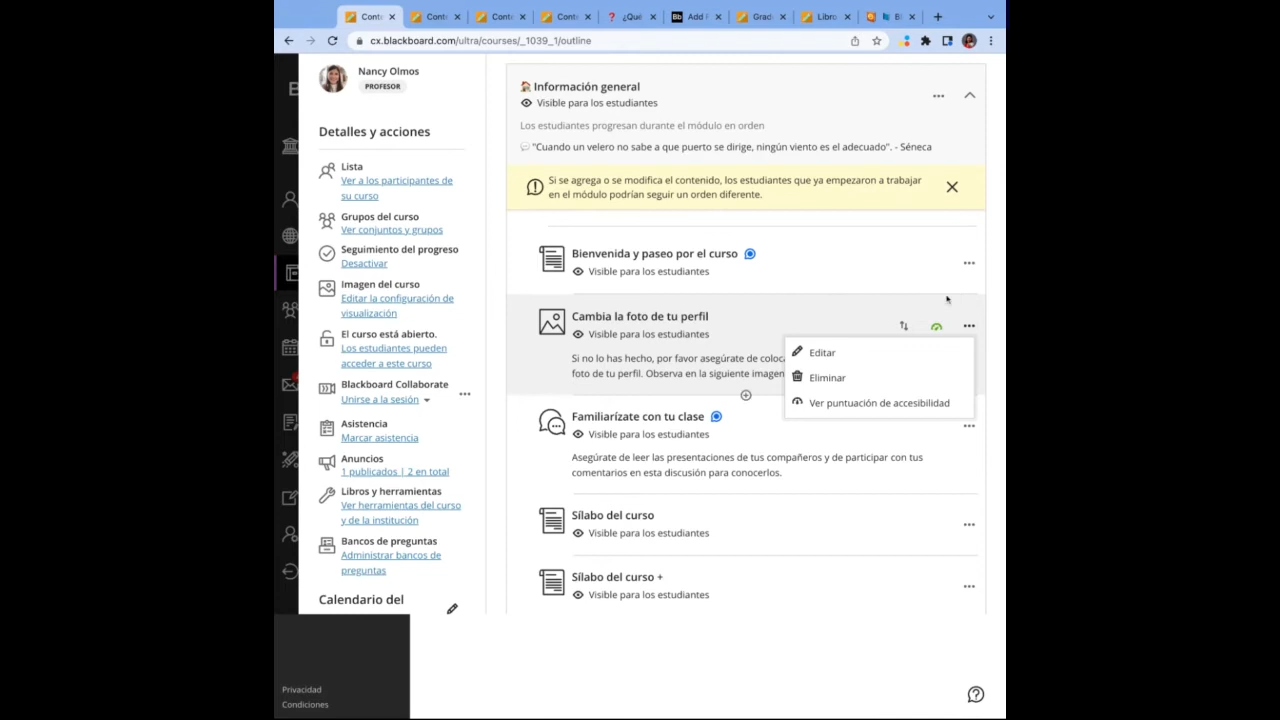 Conte
Conte
Conte
Conte
¿Qué
Bb Add F
Grad
Libro
Bl
cx.blackboard.com/ultra/courses/_1039_1/outline
B
Nancy Olmos
PROFESOR
Detalles y acciones
Lista
Ver a los participantes de
su curso
Grupos del curso
Ver conjuntos y grupos
Seguimiento del progreso
Desactivar
Imagen del curso
Editar la configuración de
visualización
El curso está abierto.
Los estudiantes pueden
acceder a este curso
Blackboard Collaborate
Unirse a la sesión
Asistencia
Marcar asistencia
Anuncios
1 publicados | 2 en total
Libros y herramientas
Ver herramientas del curso
y de la institución
Bancos de preguntas
Administrar bancos de
preguntas
Calendario del
Información general
Visible para los estudiantes
Los estudiantes progresan durante el módulo en orden
"Cuando un velero no sabe a que puerto se dirige, ningún viento es el adecuado". - Séneca
Si se agrega o se modifica el contenido, los estudiantes que ya empezaron a trabajar
en el módulo podrían seguir un orden diferente.
Bienvenida y paseo por el curso
Visible para los estudiantes
Cambia la foto de tu perfil
Visible para los estudiantes
Si no lo has hecho, por favor asegúrate de coloca
foto de tu perfil. Observa en la siguiente imagen
Editar
Eliminar
Ver puntuación de accesibilidad
Familiarízate con tu clase
Visible para los estudiantes
Asegúrate de leer las presentaciones de tus compañeros y de participar con tus
comentarios en esta discusión para conocerlos.
Sílabo del curso
Visible para los estudiantes
Sílabo del curso +
Visible para los estudiantes
Privacidad
Condiciones